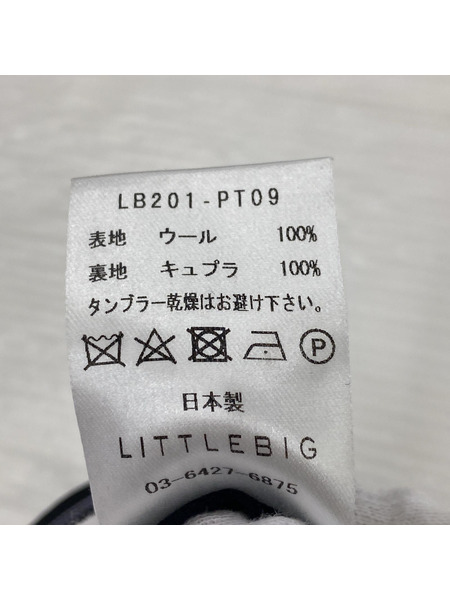 LB201-PT09
表地 ウール 100%
裏地 キュプラ 100%
タンブラー乾燥はお避け下さい。
P
日本製
LITTLEBIG
03-6427-6875